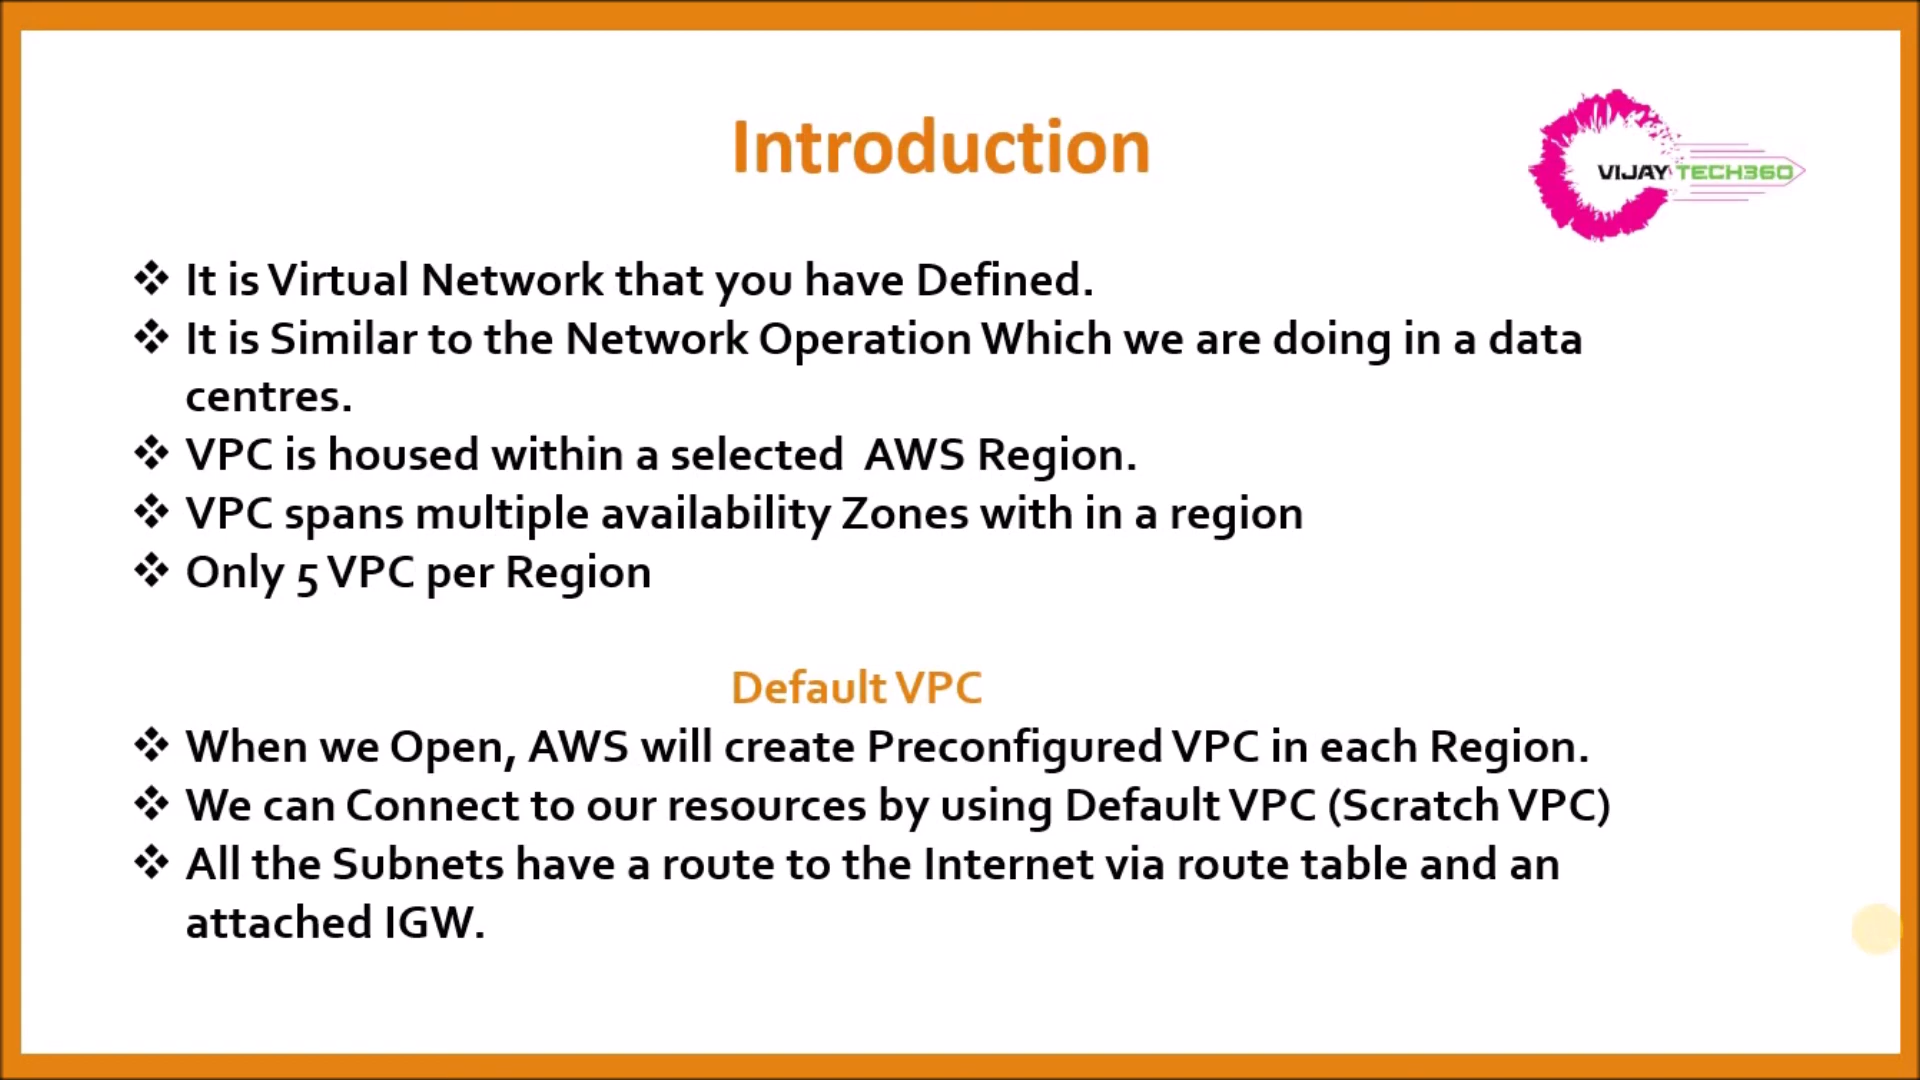 Introduction
VIJAY TECH360
It is Virtual Network that you have Defined.
It is Similar to the Network Operation Which we are doing in a data
centres.
VPC is housed within a selected  AWS Region.
VPC spans multiple availability Zones with in a region
Only 5 VPC per Region
Default VPC
When we Open, AWS will create Preconfigured VPC in each Region.
We can Connect to our resources by using Default VPC (Scratch VPC)
All the Subnets have a route to the Internet via route table and an
attached IGW.